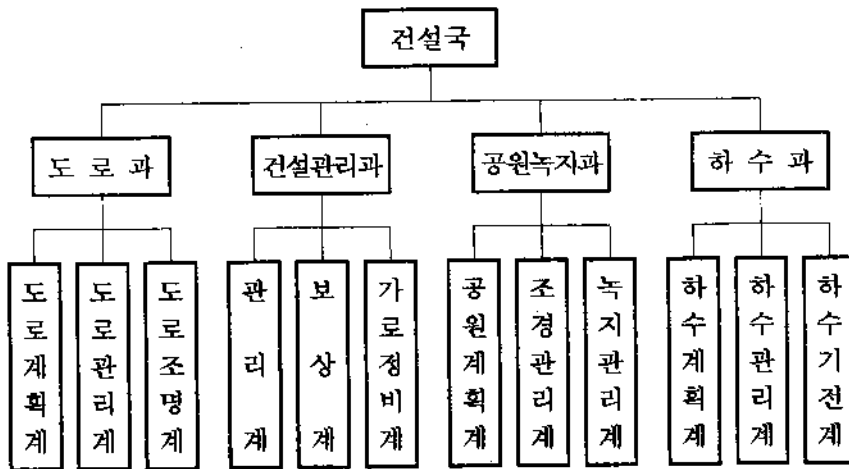 건설국
도로과
건설관리과
공원녹지과
하수과
도로계획계
도로관리계
도로조명계
관리계
보상계
가로정비계
공원계획계
조경관리계
녹지관리계
하수계획계
하수관리계
하수기전계